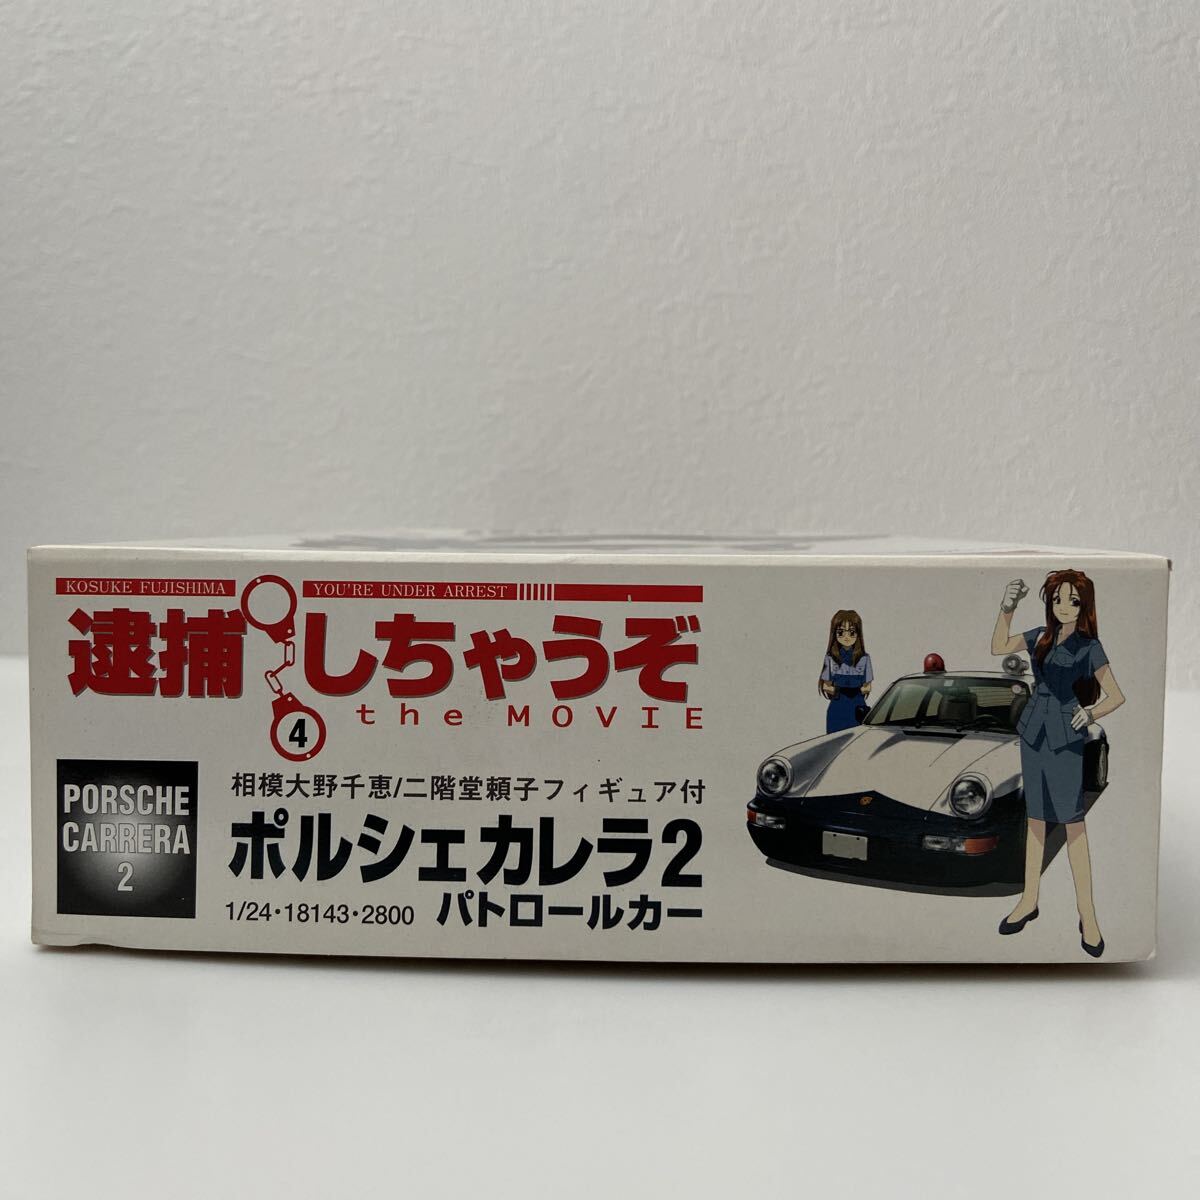 KOSUKE FUJISHIMA
YOU'RE UNDER ARREST
逮捕しちゃうぞ
the MOVIE
4
相模大野千恵/二階堂頼子フィギュア付
PORSCHE
CARRERA
2
ポルシェカレラ2
1/24・18143・2800 パトロールカー